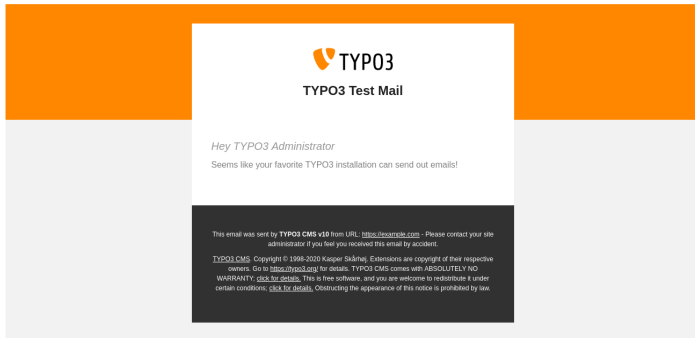 TYPO3
TYPO3 Test Mail
Hey TYPO3 Administrator
Seems like your favorite TYPO3 installation can send out emails!
This email was sent by TYPO3 CMS v10 from URL: https://example.com - Please contact your site
administrator if you feel you received this email by accident.
TYPO3 CMS. Copyright © 1998-2020 Kasper Skårhøj. Extensions are copyright of their respective
owners. Go to https://typo3.org/ for details. TYPO3 CMS comes with ABSOLUTELY NO
WARRANTY; click for details. This is free software, and you are welcome to redistribute it under
certain conditions; click for details. Obstructing the appearance of this notice is prohibited by law.